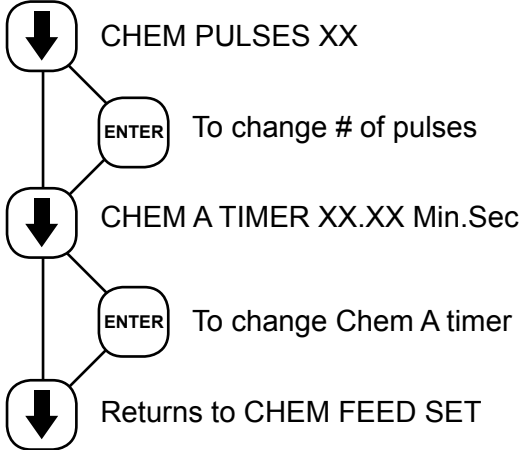 CHEM PULSES XX
ENTER To change # of pulses
CHEM A TIMER XX.XX Min.Sec
ENTER To change Chem A timer
Returns to CHEM FEED SET